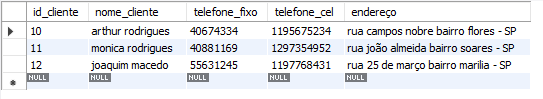 id_cliente nome_cliente telefone_fixo telefone_cel endereço
10 arthur rodrigues 40674334 1195675234 rua campos nobre bairro flores - SP
11 monica rodrigues 40881169 1297354952 rua joão almeida bairro soares - SP
12 joaquim macedo 55631245 1197768431 rua 25 de março bairro marilia - SP
NULL NULL NULL NULL NULL